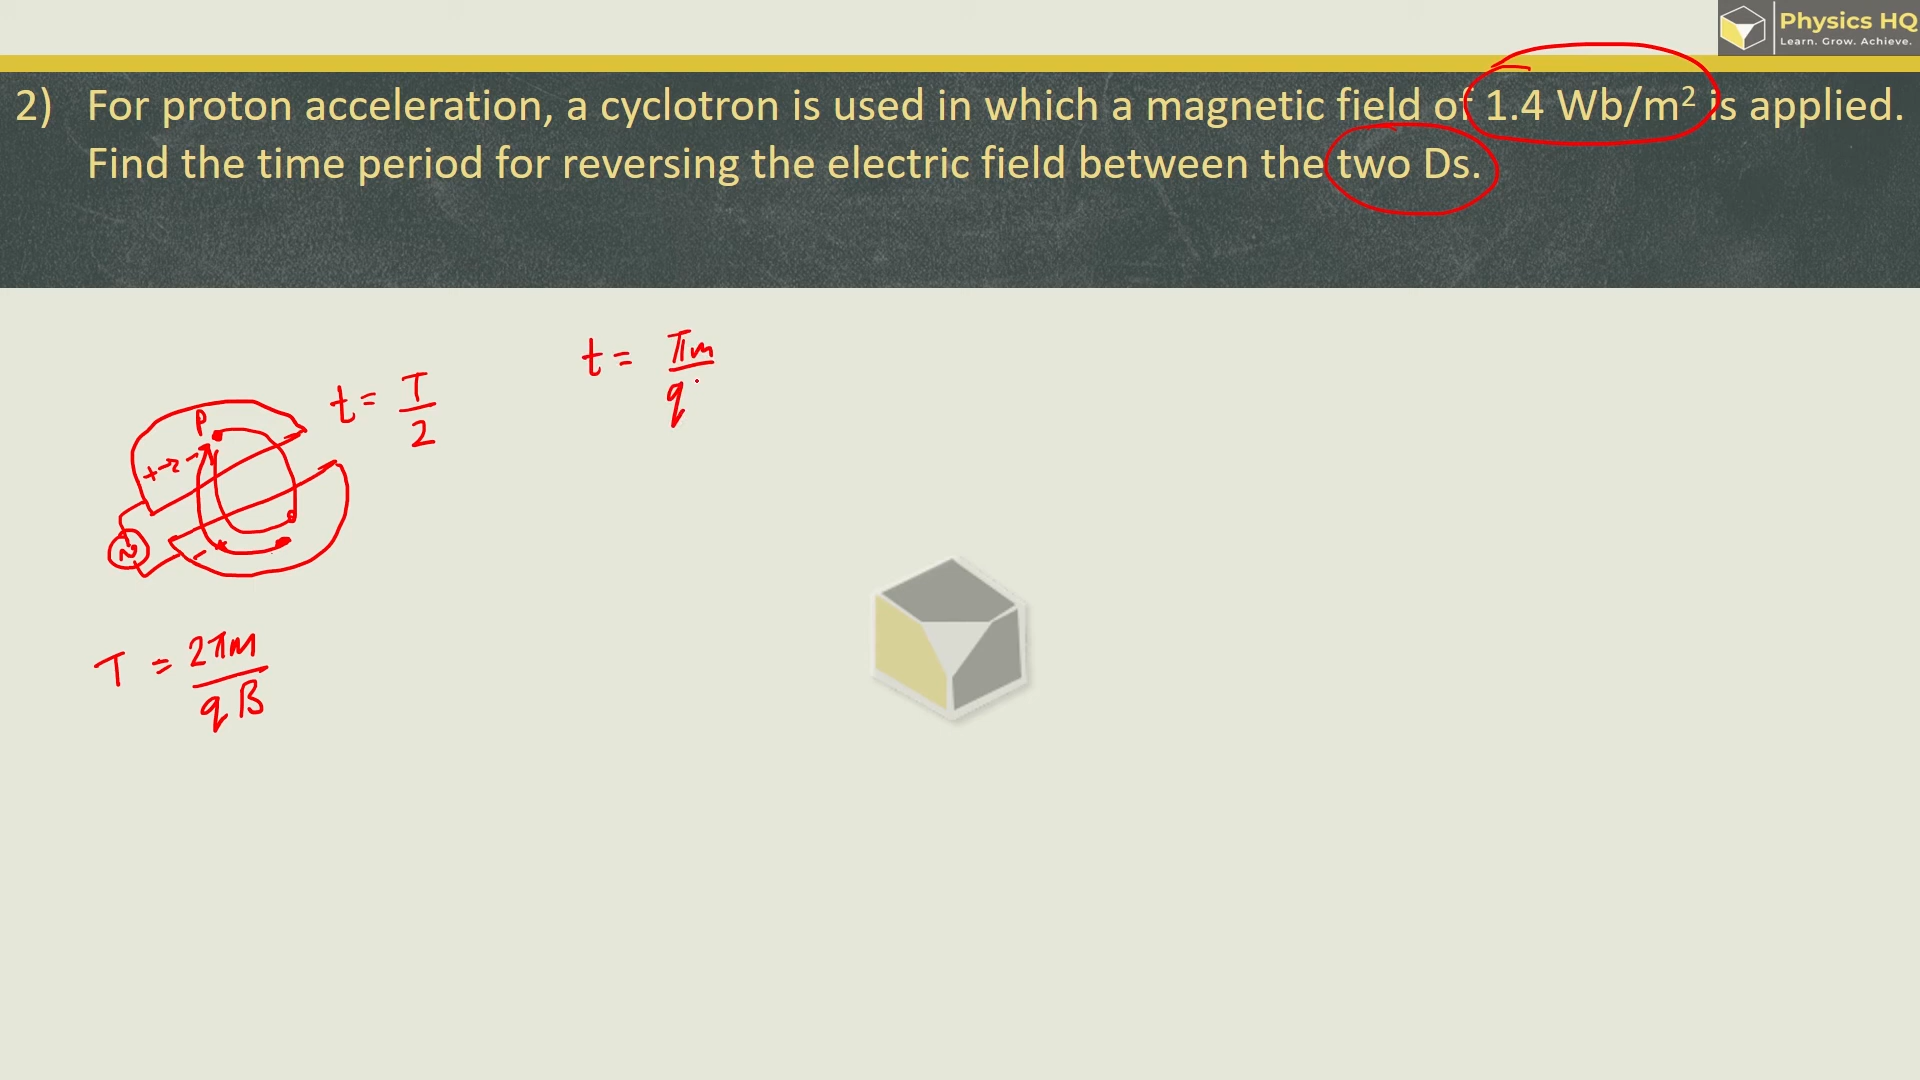 Physics HQ
Learn. Grow. Achieve.
2) For proton acceleration, a cyclotron is used in which a magnetic field of 1.4 Wb/m² is applied.
Find the time period for reversing the electric field between the two Ds.
t = πm/q
t = T/2
P
T = 2πm/qB